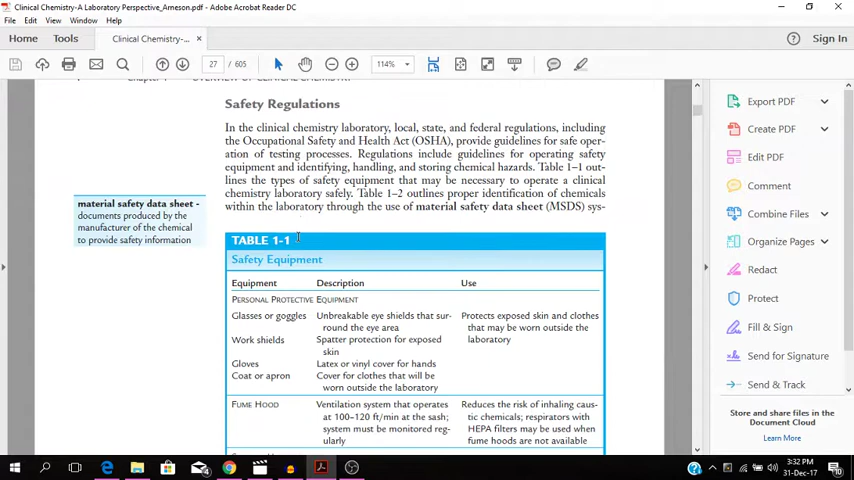 Clinical Chemistry-A Laboratory Perspective_Arneson.pdf - Adobe Acrobat Reader DC
File Edit View Window Help
Home Tools Clinical Chemistry-... × Sign In
27 / 605 114%
Chapter 1 OVERVIEW OF CLINICAL CHEMISTRY
Safety Regulations
In the clinical chemistry laboratory, local, state, and federal regulations, including
the Occupational Safety and Health Act (OSHA), provide guidelines for safe oper-
ation of testing processes. Regulations include guidelines for operating safety
equipment and identifying, handling, and storing chemical hazards. Table 1–1 out-
lines the types of safety equipment that may be necessary to operate a clinical
chemistry laboratory safely. Table 1–2 outlines proper identification of chemicals
within the laboratory through the use of material safety data sheet (MSDS) sys-
material safety data sheet -
documents produced by the
manufacturer of the chemical
to provide safety information
TABLE 1-1
Safety Equipment
Equipment Description Use
PERSONAL PROTECTIVE EQUIPMENT
Glasses or goggles Unbreakable eye shields that sur- Protects exposed skin and clothes
round the eye area that may be worn outside the
Work shields Spatter protection for exposed laboratory
skin
Gloves Latex or vinyl cover for hands
Coat or apron Cover for clothes that will be
worn outside the laboratory
FUME HOOD Ventilation system that operates Reduces the risk of inhaling caus-
at 100–120 ft/min at the sash; tic chemicals; respirators with
system must be monitored reg- HEPA filters may be used when
ularly fume hoods are not available
Export PDF
Create PDF
Edit PDF
Comment
Combine Files
Organize Pages
Redact
Protect
Fill & Sign
Send for Signature
Send & Track
Store and share files in the
Document Cloud
Learn More
3:32 PM
31-Dec-17